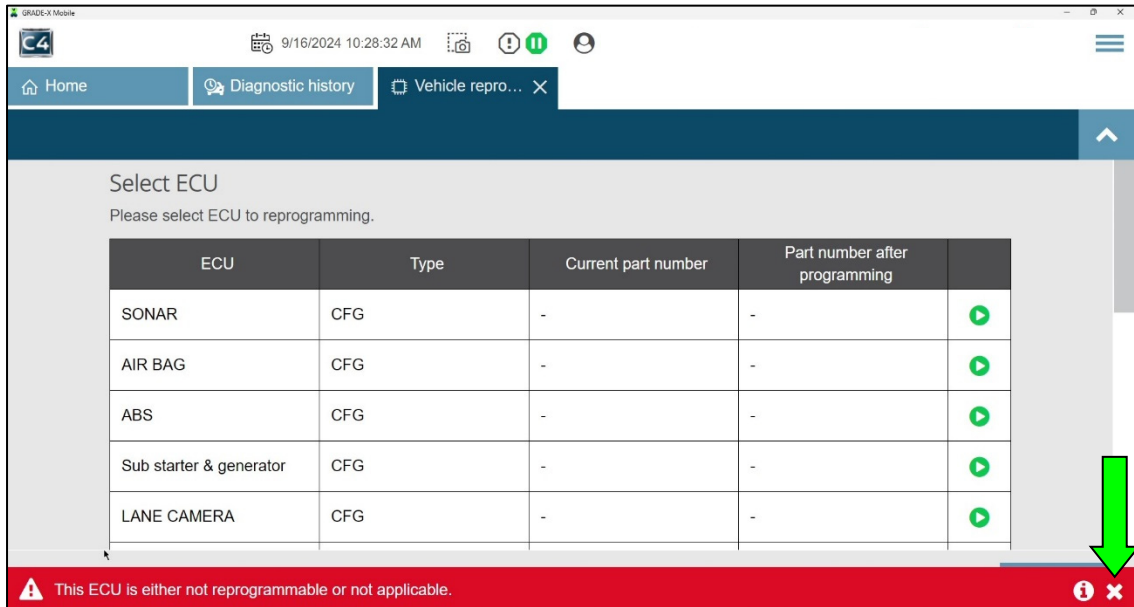 GRADE-X Mobile
C4 9/16/2024 10:28:32 AM
Home Diagnostic history Vehicle repro...
Select ECU
Please select ECU to reprogramming.
ECU Type Current part number Part number after programming
SONAR CFG - -
AIR BAG CFG - -
ABS CFG - -
Sub starter & generator CFG - -
LANE CAMERA CFG - -
This ECU is either not reprogrammable or not applicable.